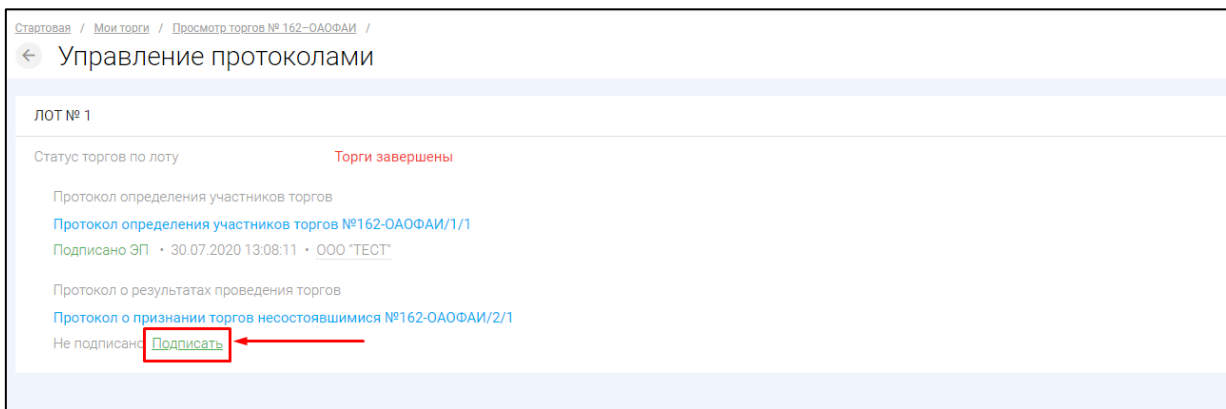 Стартовая / Мои торги / Просмотр торгов № 162-ОАОФАИ /
Управление протоколами
ЛОТ № 1
Статус торгов по лоту Торги завершены
Протокол определения участников торгов
Протокол определения участников торгов №162-ОАОФАИ/1/1
Подписано ЭП • 30.07.2020 13:08:11 • ООО "ТЕСТ"
Протокол о результатах проведения торгов
Протокол о признании торгов несостоявшимися №162-ОАОФАИ/2/1
Не подписано Подписать